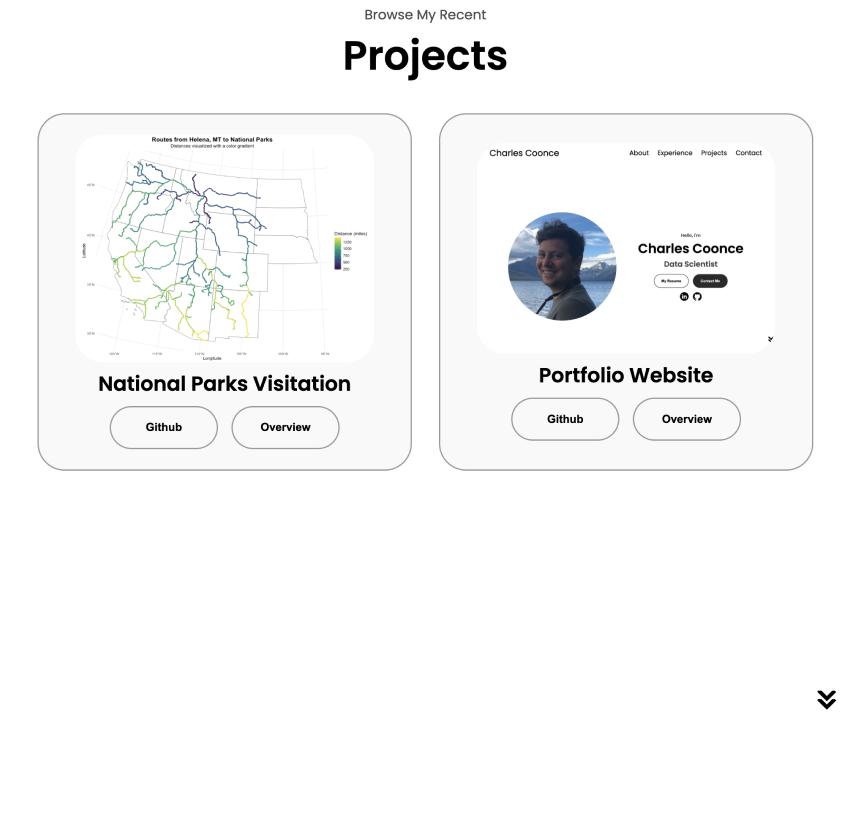 Browse My Recent
Projects
Routes from Helena, MT to National Parks
Distances visualized with a color gradient
Latitude
Distance (miles)
1250
1000
750
500
250
Longitude
National Parks Visitation
Github
Overview
Charles Coonce
About Experience Projects Contact
Hello, I'm
Charles Coonce
Data Scientist
My Resume
Contact Me
Portfolio Website
Github
Overview